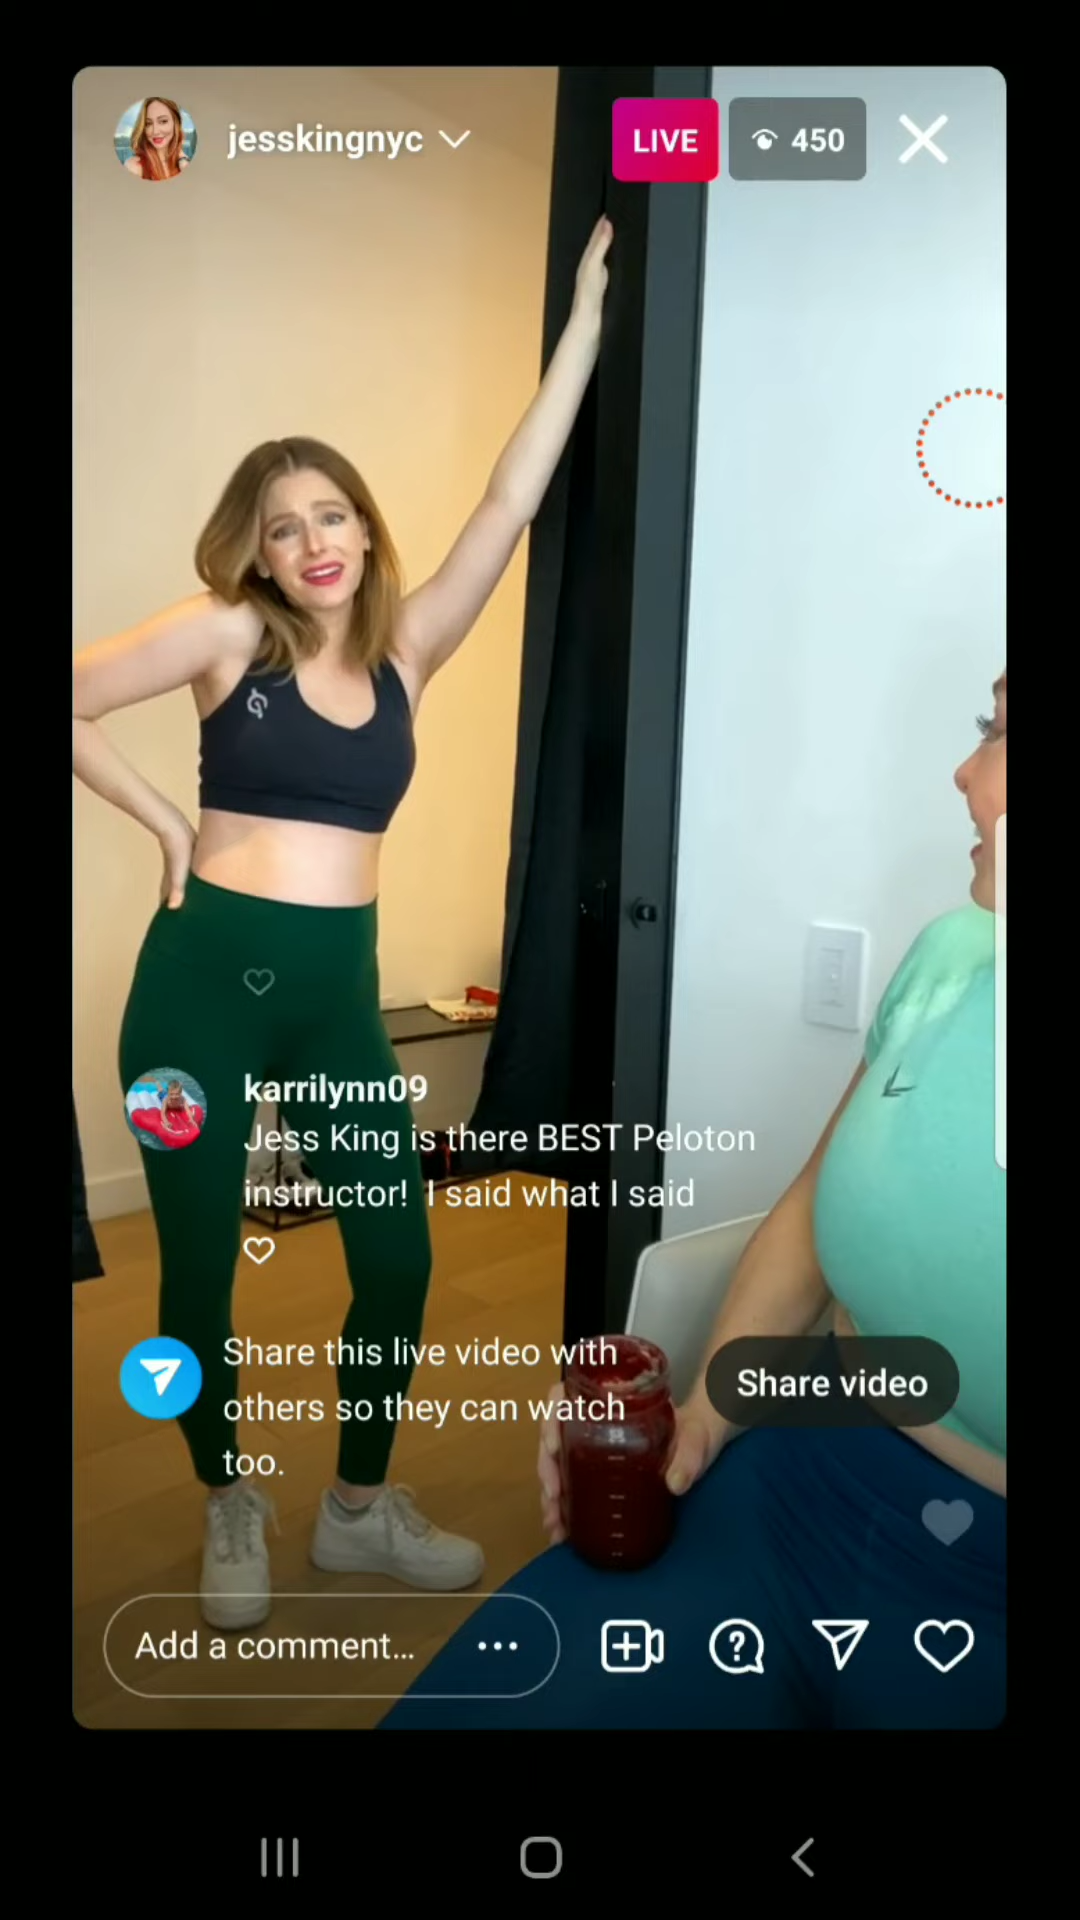 jesskingnyc
LIVE
450
karrilynn09
Jess King is there BEST Peloton
instructor! I said what I said
Share this live video with
others so they can watch
too.
Share video
Add a comment...